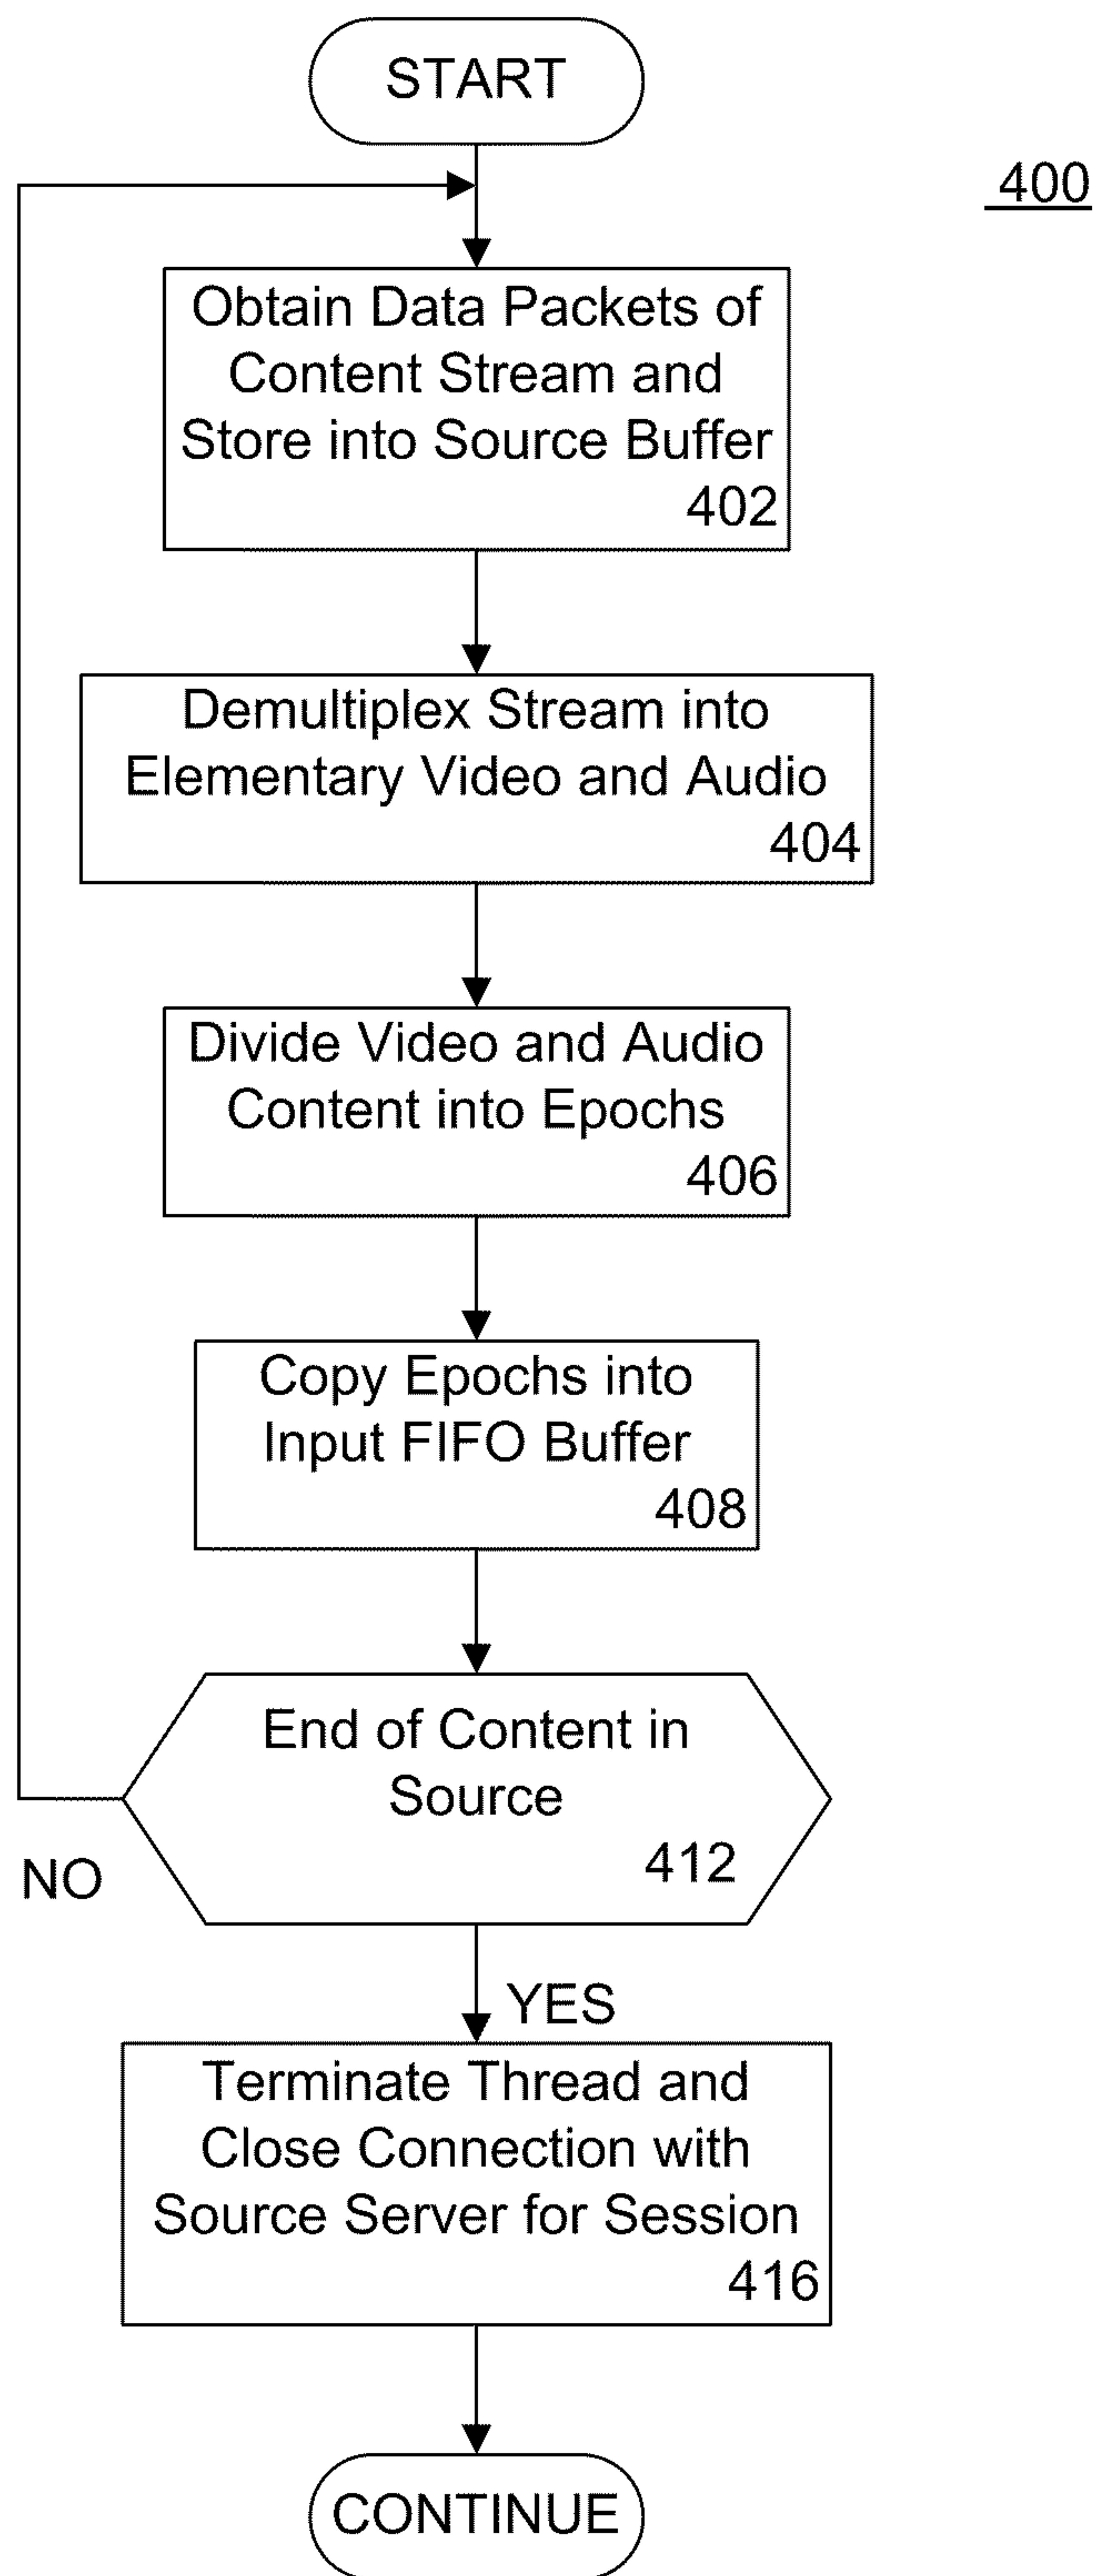 START
400
Obtain Data Packets of
Content Stream and
Store into Source Buffer
402
Demultiplex Stream into
Elementary Video and Audio
404
Divide Video and Audio
Content into Epochs
406
Copy Epochs into
Input FIFO Buffer
408
End of Content in
Source
412
NO
YES
Terminate Thread and
Close Connection with
Source Server for Session
416
CONTINUE